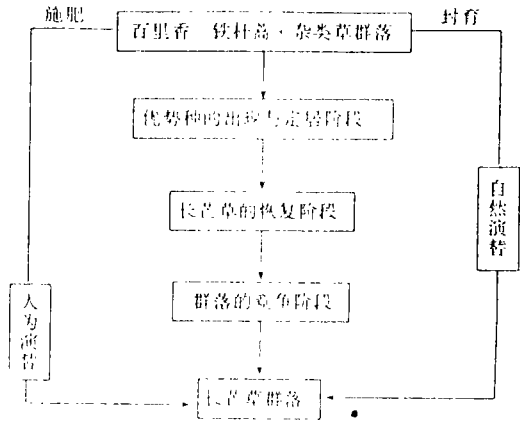 施肥
封育
百里香 铁杆蒿·杂类草群落
优势种的出现与定居阶段
长芒草的恢复阶段
群落的竞争阶段
长芒草群落
人为演替
自然演替